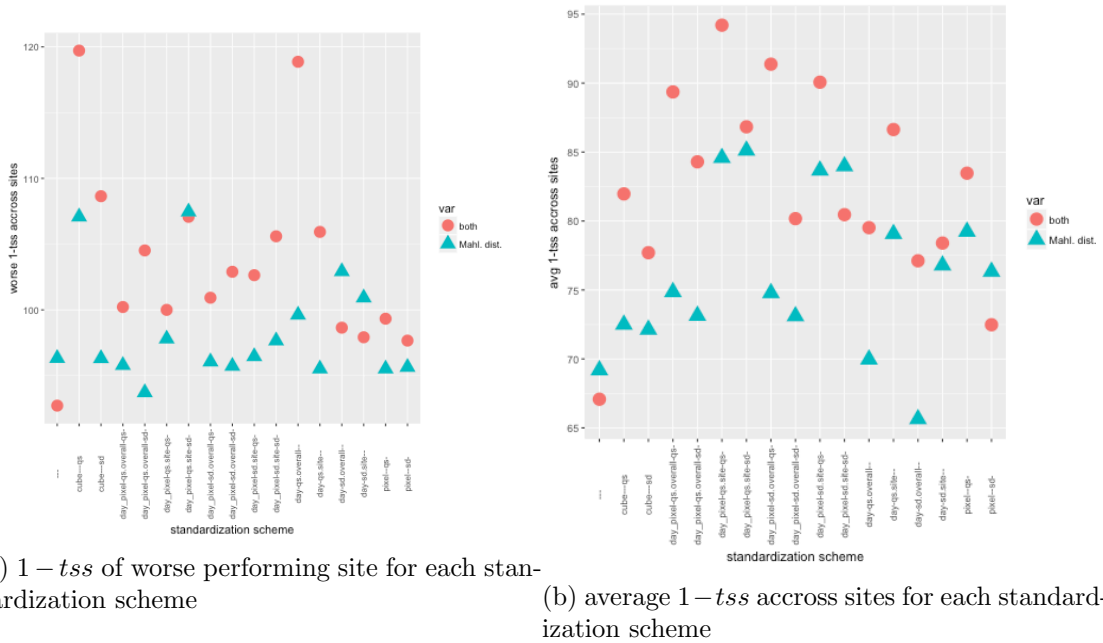 120
110
100
worse 1-tss accross sites
---
cube---qs
cube---sd
day_pixel-qs.overall-qs-
day_pixel-qs.overall-sd-
day_pixel-qs.site-qs-
day_pixel-qs.site-sd-
day_pixel-sd.overall-qs-
day_pixel-sd.overall-sd-
day_pixel-sd.site-qs-
day_pixel-sd.site-sd-
day-qs.overall--
day-qs.site--
day-sd.overall--
day-sd.site--
pixel--qs-
pixel--sd-
standardization scheme
var
both
Mahl. dist.
) 1 − tss of worse performing site for each stan-
ardization scheme
95
90
85
80
75
70
65
avg 1-tss accross sites
---
cube---qs
cube---sd
day_pixel-qs.overall-qs-
day_pixel-qs.overall-sd-
day_pixel-qs.site-qs-
day_pixel-qs.site-sd-
day_pixel-sd.overall-qs-
day_pixel-sd.overall-sd-
day_pixel-sd.site-qs-
day_pixel-sd.site-sd-
day-qs.overall--
day-qs.site--
day-sd.overall--
day-sd.site--
pixel--qs-
pixel--sd-
standardization scheme
var
both
Mahl. dist.
(b) average 1−tss accross sites for each standard-
ization scheme